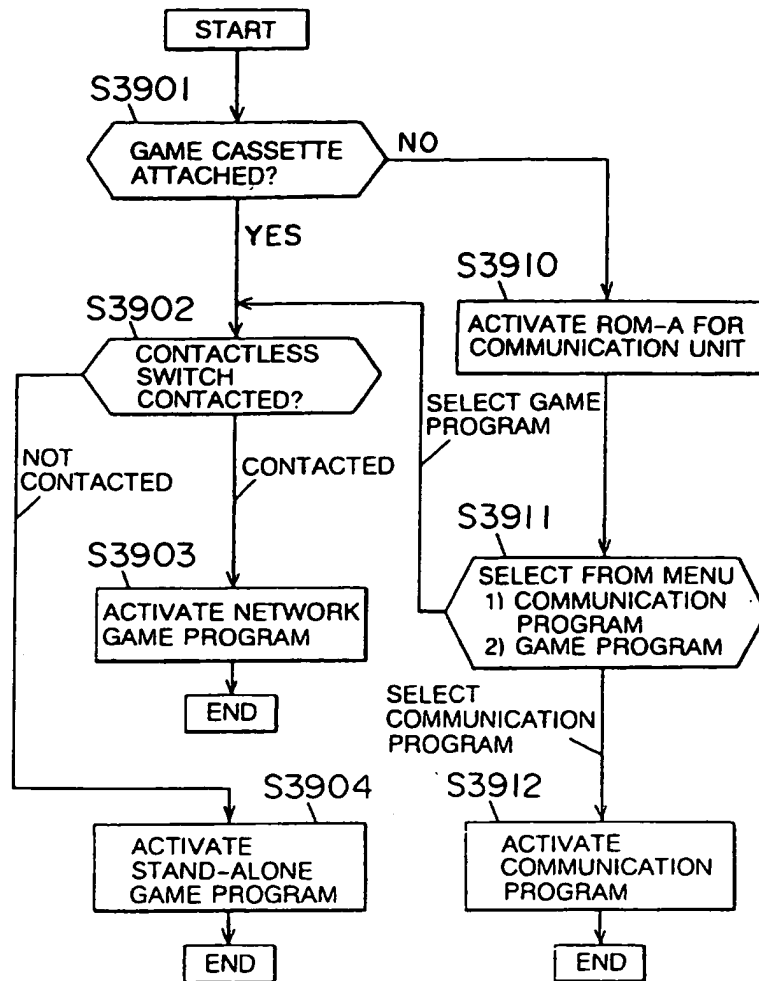 START
S3901
GAME CASSETTE
ATTACHED?
NO
YES
S3910
ACTIVATE ROM-A FOR
COMMUNICATION UNIT
S3902
CONTACTLESS
SWITCH
CONTACTED?
SELECT GAME
PROGRAM
NOT
CONTACTED
CONTACTED
S3911
SELECT FROM MENU
1) COMMUNICATION
PROGRAM
2) GAME PROGRAM
S3903
ACTIVATE NETWORK
GAME PROGRAM
END
SELECT
COMMUNICATION
PROGRAM
S3904
ACTIVATE
STAND-ALONE
GAME PROGRAM
END
S3912
ACTIVATE
COMMUNICATION
PROGRAM
END